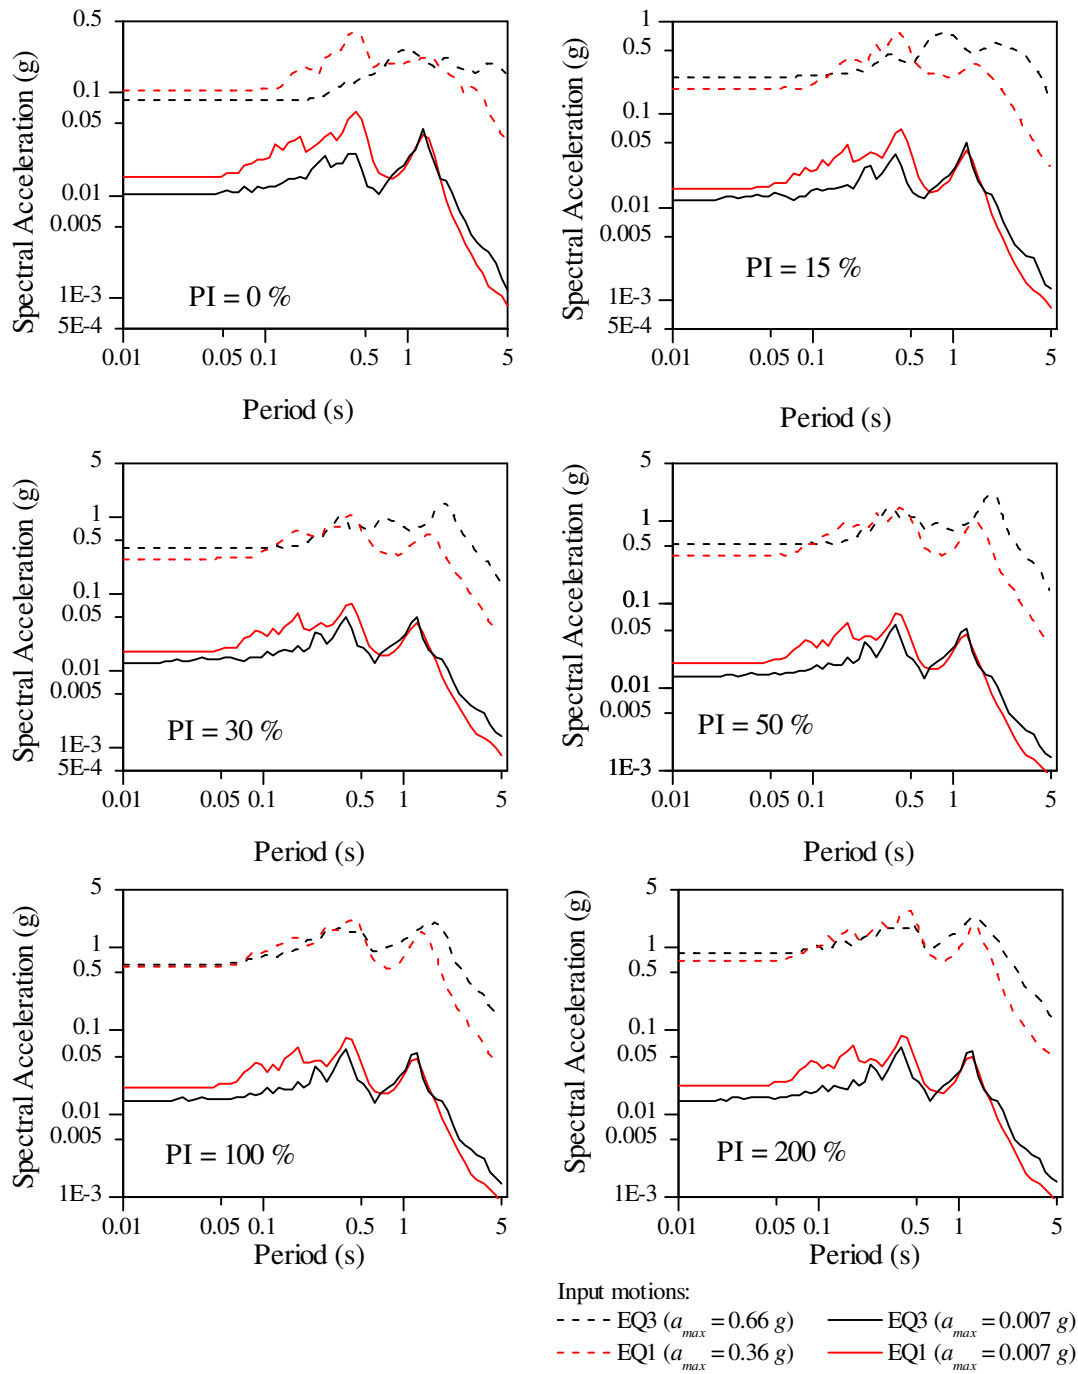 0.5
0.1
0.05
0.01
0.005
1E-3
5E-4
0.01 0.05 0.1 0.5 1 5
Spectral Acceleration (g)
PI = 0 %
Period (s)
1
0.5
0.1
0.05
0.01
0.005
1E-3
5E-4
0.01 0.05 0.1 0.5 1 5
Spectral Acceleration (g)
PI = 15 %
Period (s)
5
1
0.5
0.1
0.05
0.01
0.005
1E-3
5E-4
0.01 0.05 0.1 0.5 1 5
Spectral Acceleration (g)
PI = 30 %
Period (s)
5
1
0.5
0.1
0.05
0.01
0.005
1E-3
0.01 0.05 0.1 0.5 1 5
Spectral Acceleration (g)
PI = 50 %
Period (s)
5
1
0.5
0.1
0.05
0.01
0.005
1E-3
0.01 0.05 0.1 0.5 1 5
Spectral Acceleration (g)
PI = 100 %
Period (s)
5
1
0.5
0.1
0.05
0.01
0.005
1E-3
0.01 0.05 0.1 0.5 1 5
Spectral Acceleration (g)
PI = 200 %
Period (s)
Input motions:
EQ3 (a_max = 0.66 g) EQ3 (a_max = 0.007 g)
EQ1 (a_max = 0.36 g) EQ1 (a_max = 0.007 g)